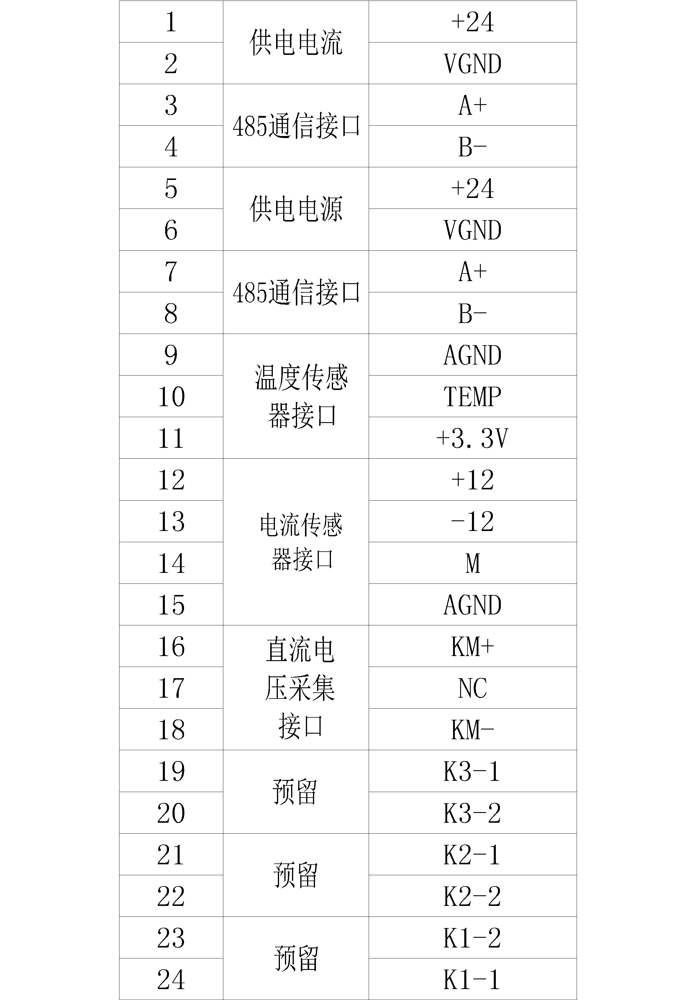 1
供电电流
+24
2
VGND
3
485通信接口
A+
4
B-
5
供电电源
+24
6
VGND
7
485通信接口
A+
8
B-
9
温度传感
器接口
AGND
10
TEMP
11
+3.3V
12
电流传感
器接口
+12
13
-12
14
M
15
AGND
16
直流电
压采集
接口
KM+
17
NC
18
KM-
19
预留
K3-1
20
K3-2
21
预留
K2-1
22
K2-2
23
预留
K1-2
24
K1-1